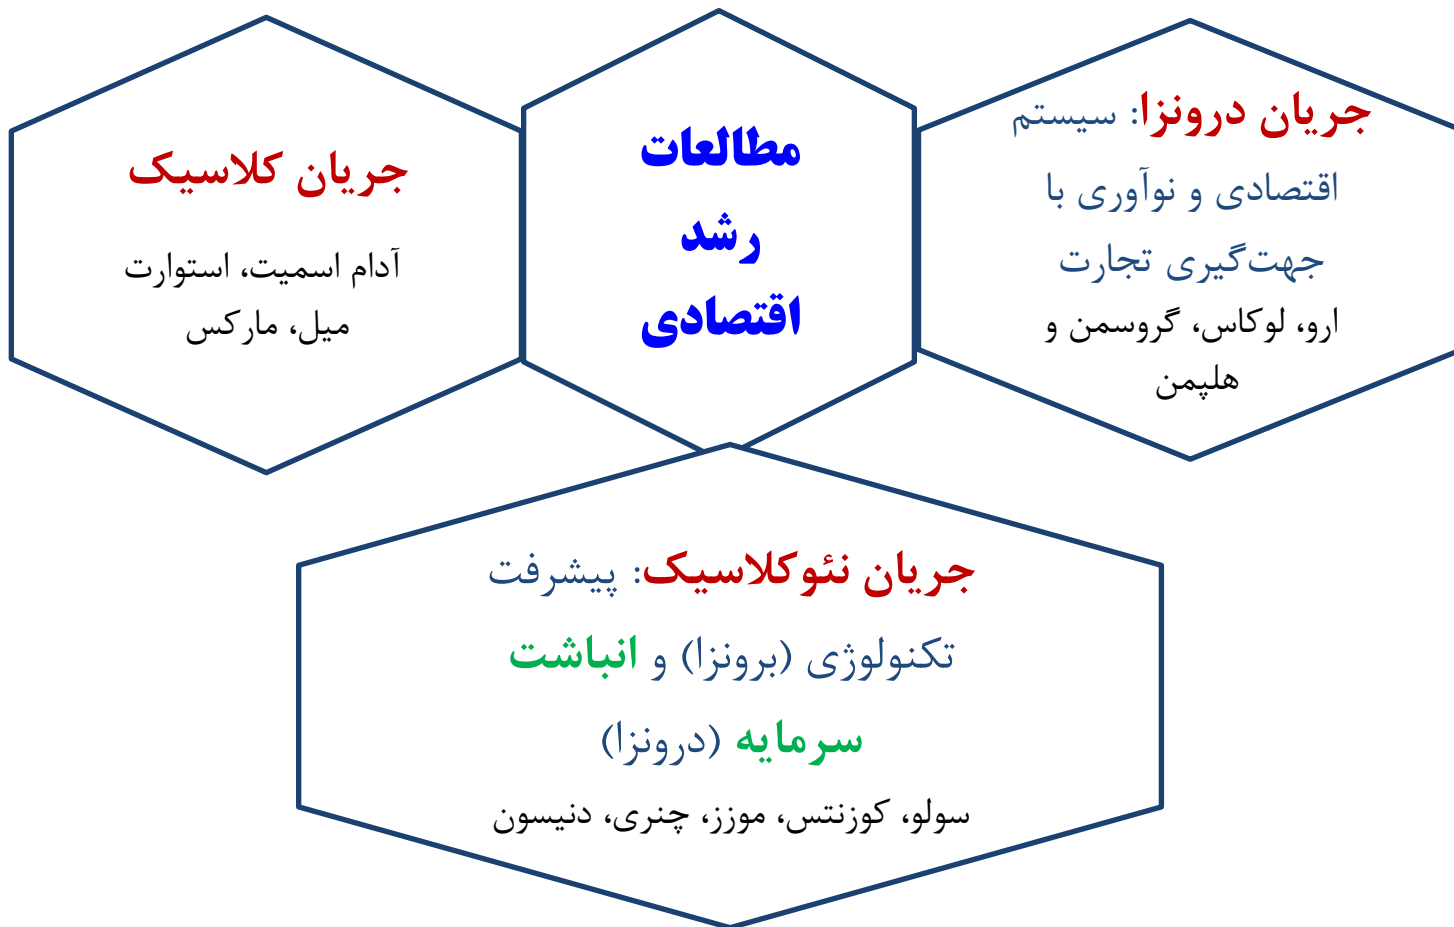 جریان درونزا: سیستم
اقتصادی و نوآوری با
جهت‌گیری تجارت
ارو، لوکاس، گروسمن و
هلپمن
مطالعات
رشد
اقتصادی
جریان کلاسیک
آدام اسمیت، استوارت
میل، مارکس
جریان نئوکلاسیک: پیشرفت
تکنولوژی (برونزا) و انباشت
سرمایه (درونزا)
سولو، کوزنتس، موزز، چنری، دنیسون